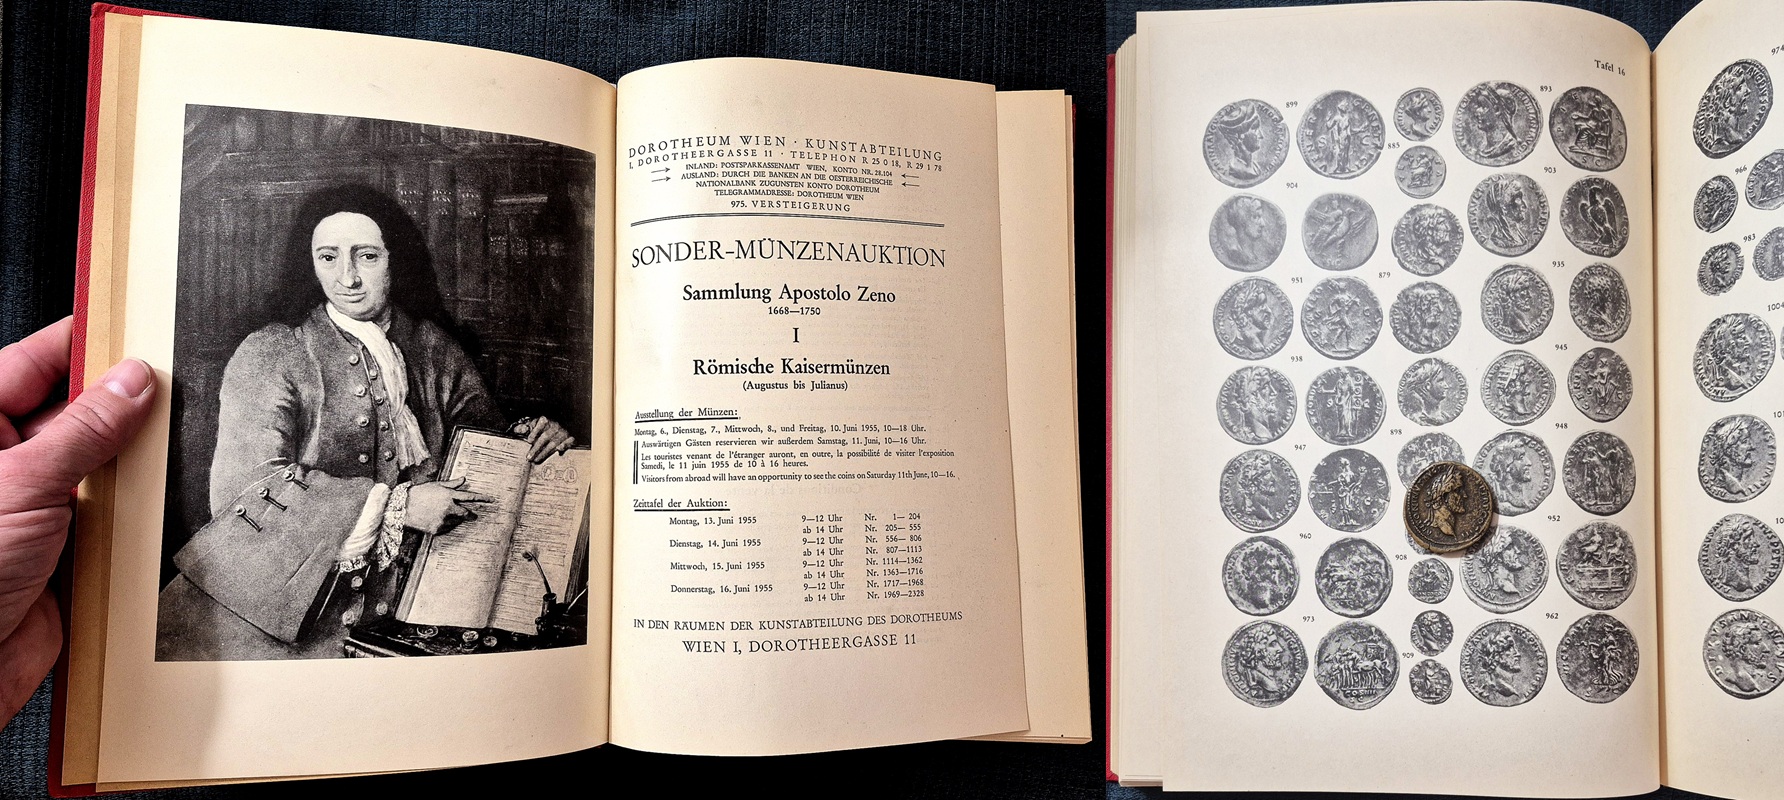 DOROTHEUM WIEN · KUNSTABTEILUNG
I, DOROTHEERGASSE 11 · TELEPHON R 25 0 18, R 29 1 78
INLAND: POSTSPARKASSENAMT WIEN, KONTO NR. 28.104
AUSLAND: DURCH DIE BANKEN AN DIE OESTERREICHISCHE
NATIONALBANK ZUGUNSTEN KONTO DOROTHEUM
TELEGRAMMADRESSE: DOROTHEUM WIEN
975. VERSTEIGERUNG
SONDER-MÜNZENAUKTION
Sammlung Apostolo Zeno
1668—1750
I
Römische Kaisermünzen
(Augustus bis Julianus)
Ausstellung der Münzen:
Montag, 6., Dienstag, 7., Mittwoch, 8., und Freitag, 10. Juni 1955, 10—18 Uhr.
Auswärtigen Gästen reservieren wir außerdem Samstag, 11. Juni, 10—16 Uhr.
Les touristes venant de l'étranger auront, en outre, la possibilité de visiter l'exposition
Samedi, le 11 juin 1955 de 10 à 16 heures.
Visitors from abroad will have an opportunity to see the coins on Saturday 11th June, 10—16.
Zeittafel der Auktion:
Montag, 13. Juni 1955 9—12 Uhr Nr. 1— 204
ab 14 Uhr Nr. 205— 555
Dienstag, 14. Juni 1955 9—12 Uhr Nr. 556— 806
ab 14 Uhr Nr. 807—1113
Mittwoch, 15. Juni 1955 9—12 Uhr Nr. 1114—1362
ab 14 Uhr Nr. 1363—1716
Donnerstag, 16. Juni 1955 9—12 Uhr Nr. 1717—1968
ab 14 Uhr Nr. 1969—2328
IN DEN RÄUMEN DER KUNSTABTEILUNG DES DOROTHEUMS
WIEN I, DOROTHEERGASSE 11
Tafel 16
899
893
885
904
903
951
879
935
938
945
898
947
948
960
952
908
973
962
909
974
966
983